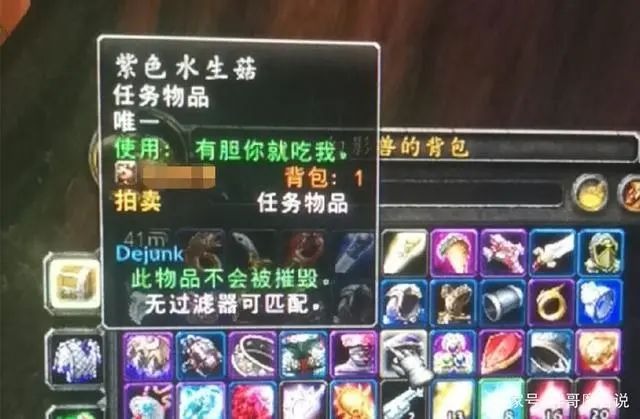 紫色水生菇
任务物品
唯一
使用： 有胆你就吃我。
兽的背包
背包: 1
拍卖 任务物品
41m
Dejunk
此物品不会被摧毁。
无过滤器可匹配。